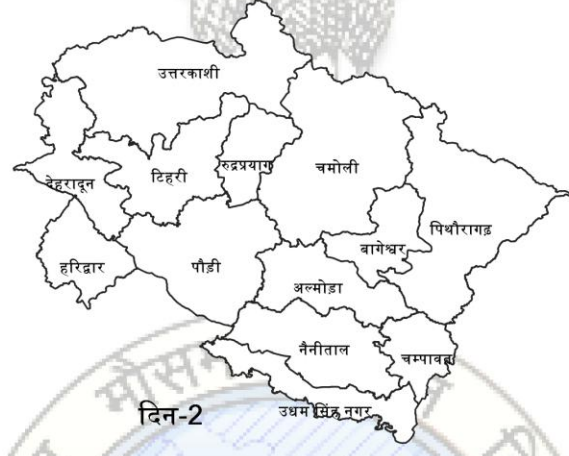 उत्तरकाशी
देहरादून
टिहरी
रुद्रप्रयाग
चमोली
हरिद्वार
पौड़ी
बागेश्वर
पिथौरागढ़
अल्मोड़ा
नैनीताल
चम्पावत
दिन-2
उधम सिंह नगर